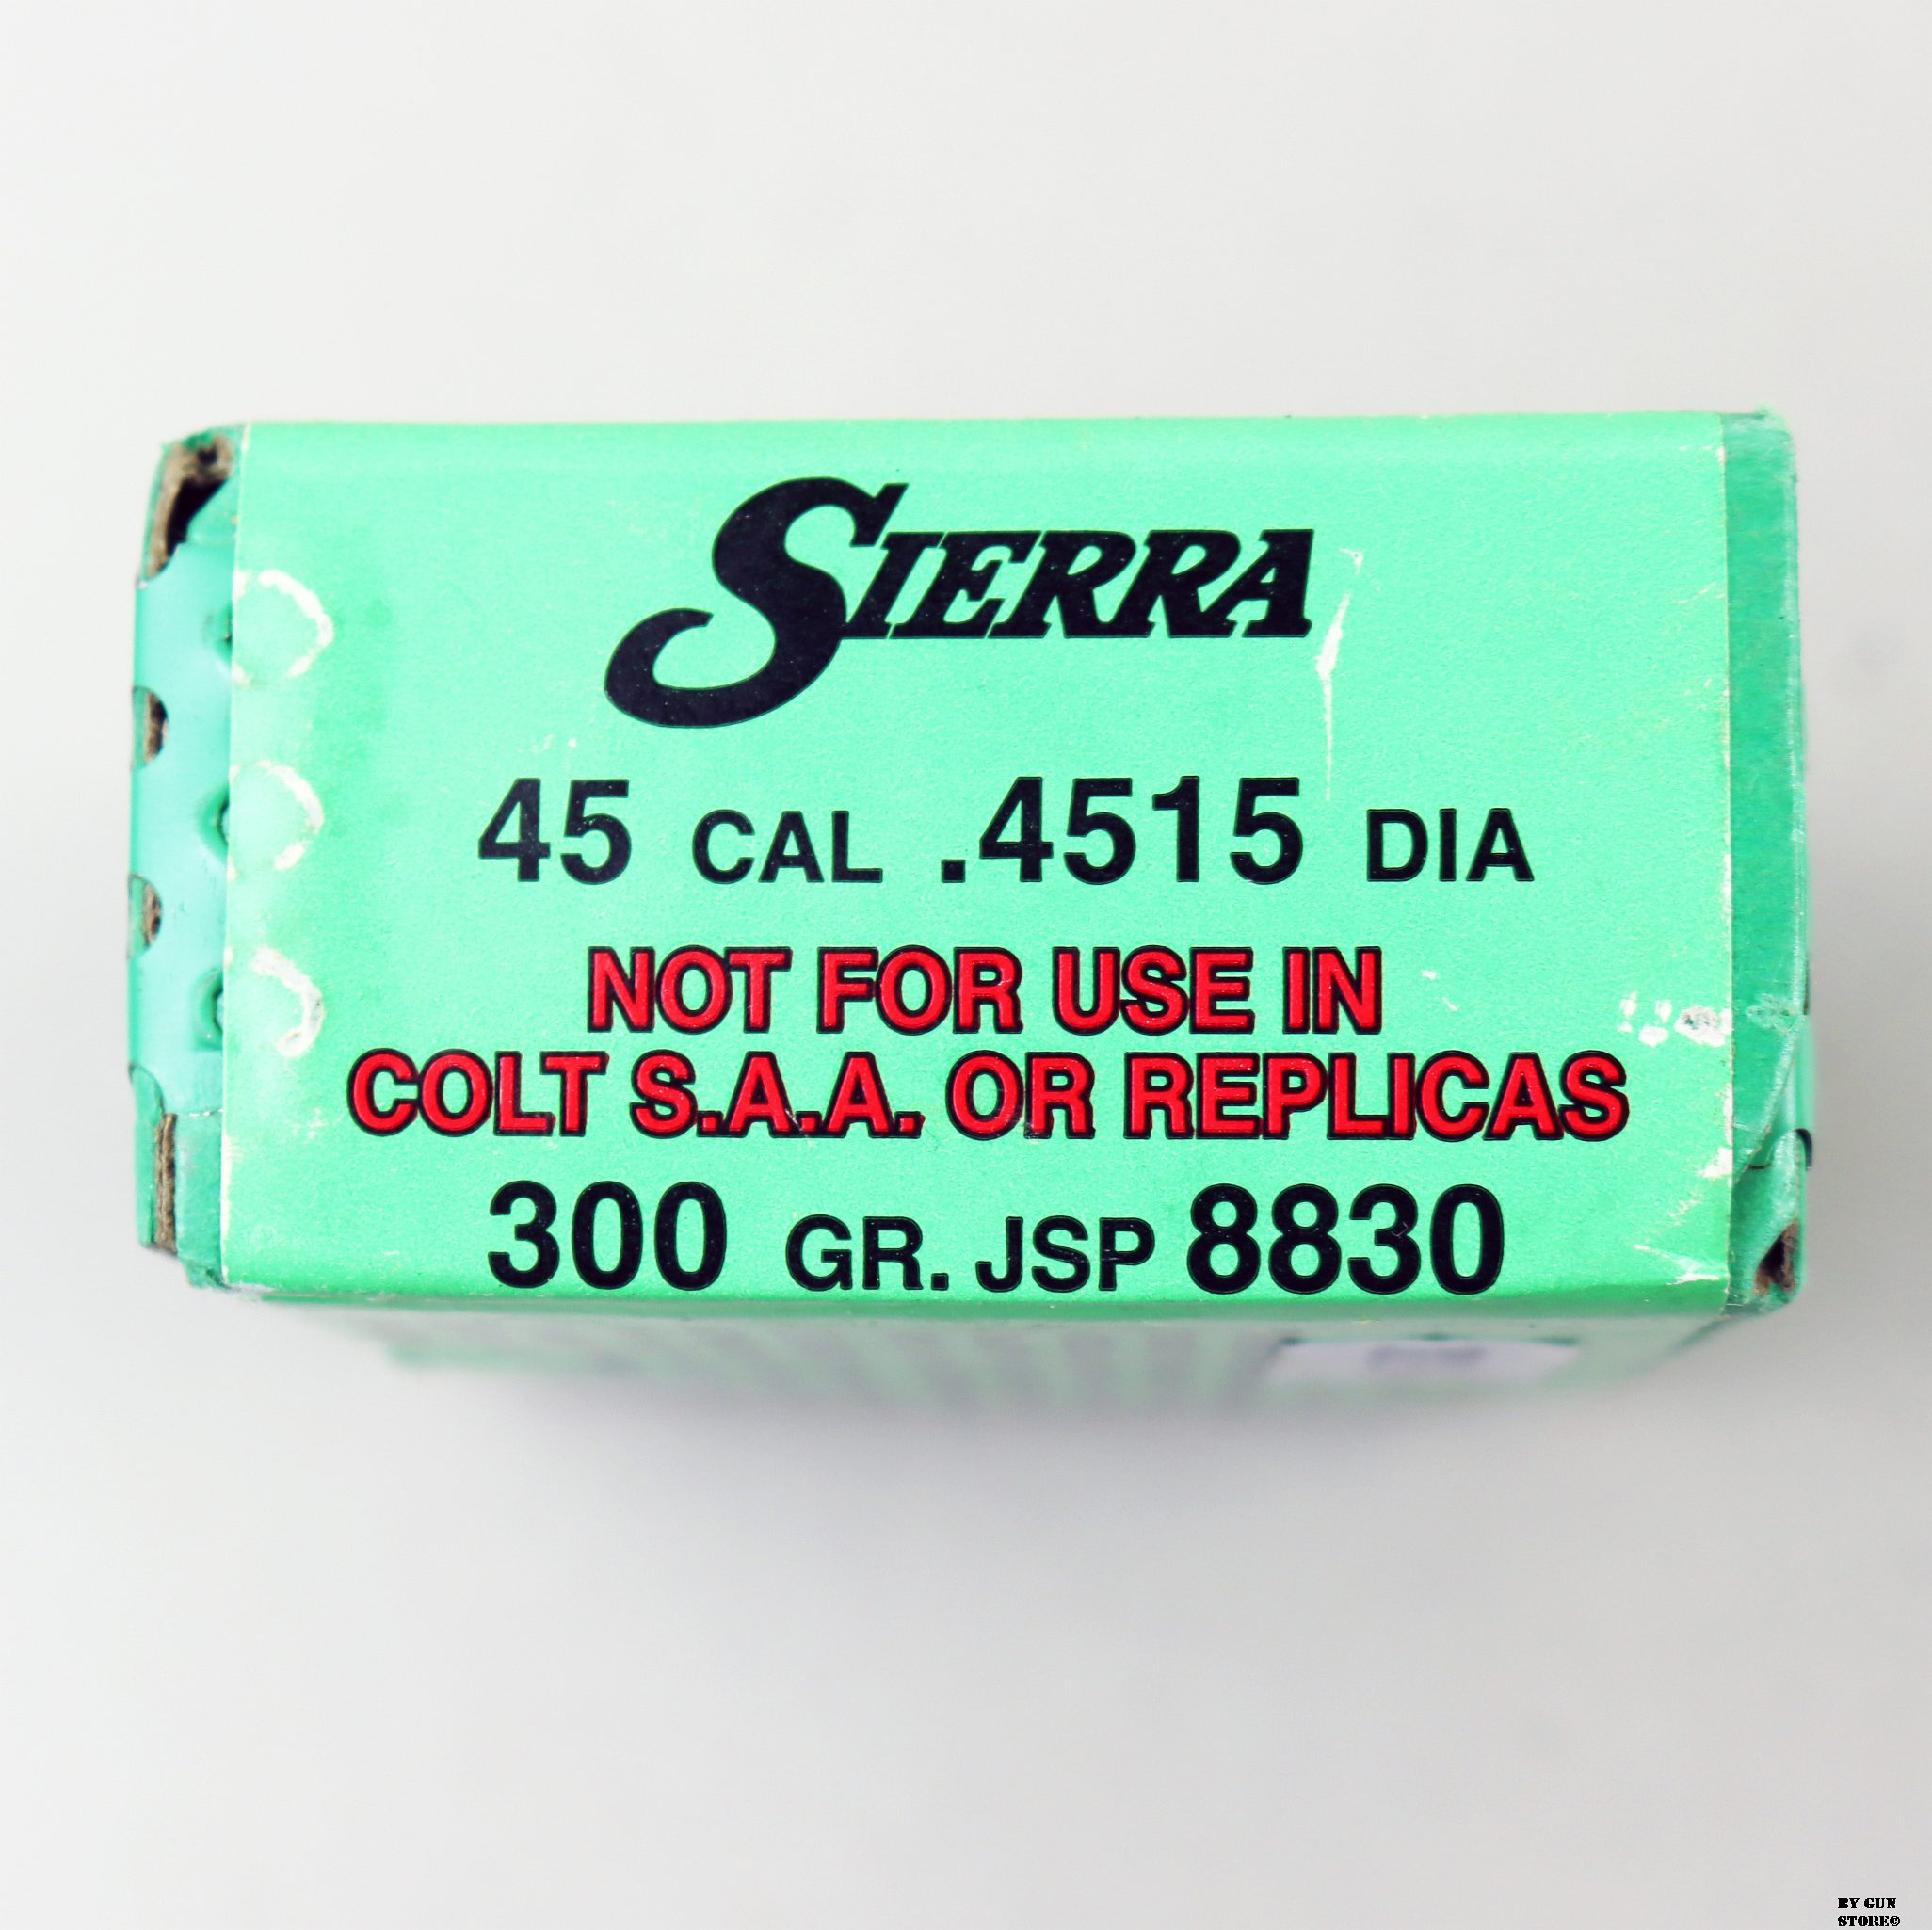 SIERRA
45 CAL .4515 DIA
NOT FOR USE IN
COLT S.A.A. OR REPLICAS
300 GR. JSP 8830
BY GUN
STORE©